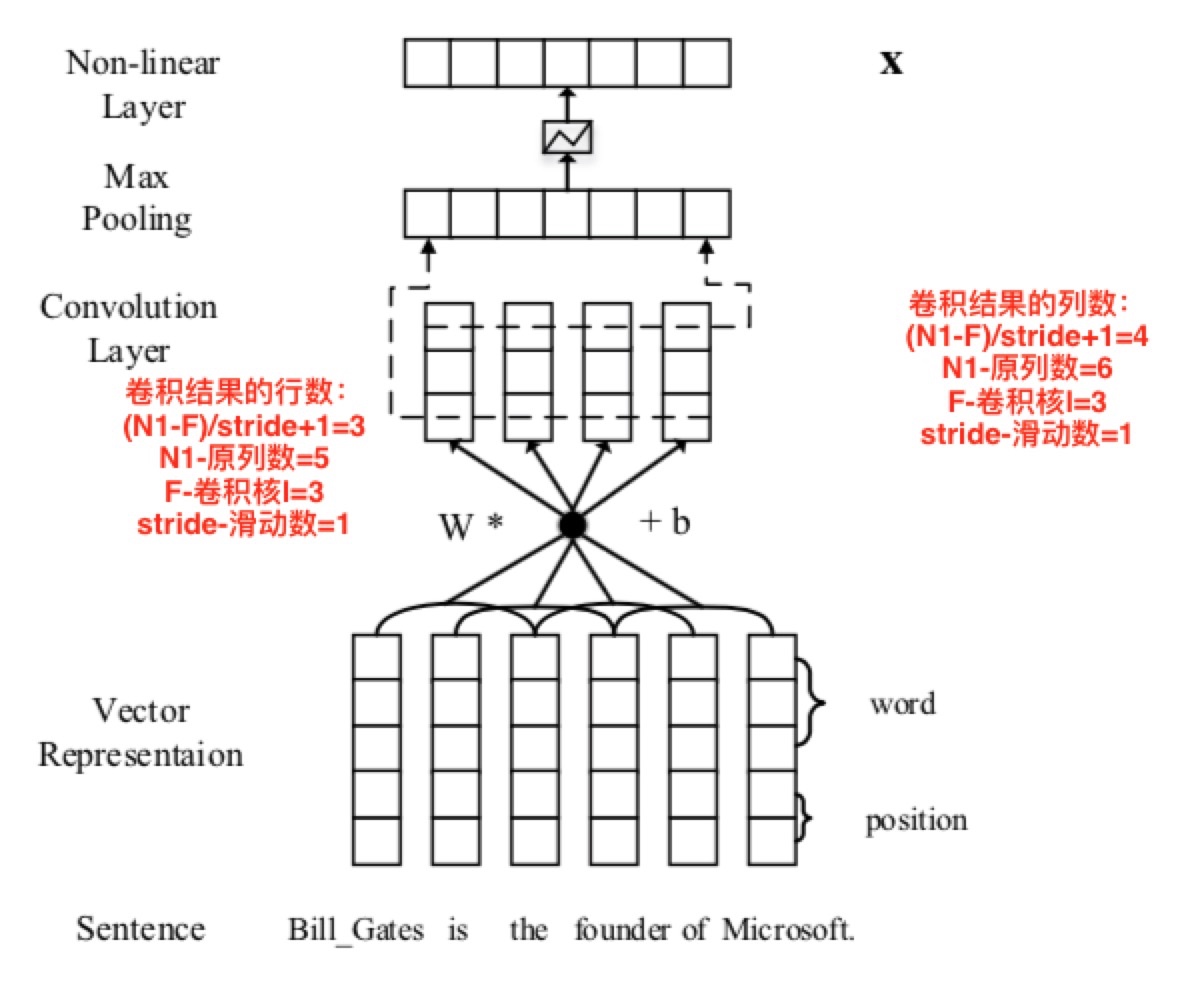 Non-linear
Layer
X
Max
Pooling
Convolution
Layer
卷积结果的列数：
(N1-F)/stride+1=4
N1-原列数=6
F-卷积核l=3
stride-滑动数=1
卷积结果的行数：
(N1-F)/stride+1=3
N1-原列数=5
F-卷积核l=3
stride-滑动数=1
W *
+ b
Vector
Representaion
word
position
Sentence
Bill_Gates is the founder of Microsoft.